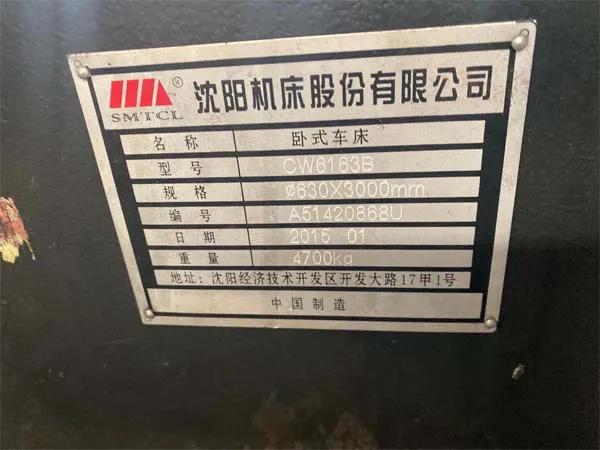 SMTCL ® 沈阳机床股份有限公司
名称 卧式车床
型号 CW6163B
规格 ø630X3000mm
编号 A51420868U
日期 2015 01
重量 4700kg
地址: 沈阳经济技术开发区开发大路17甲1号
中国制造